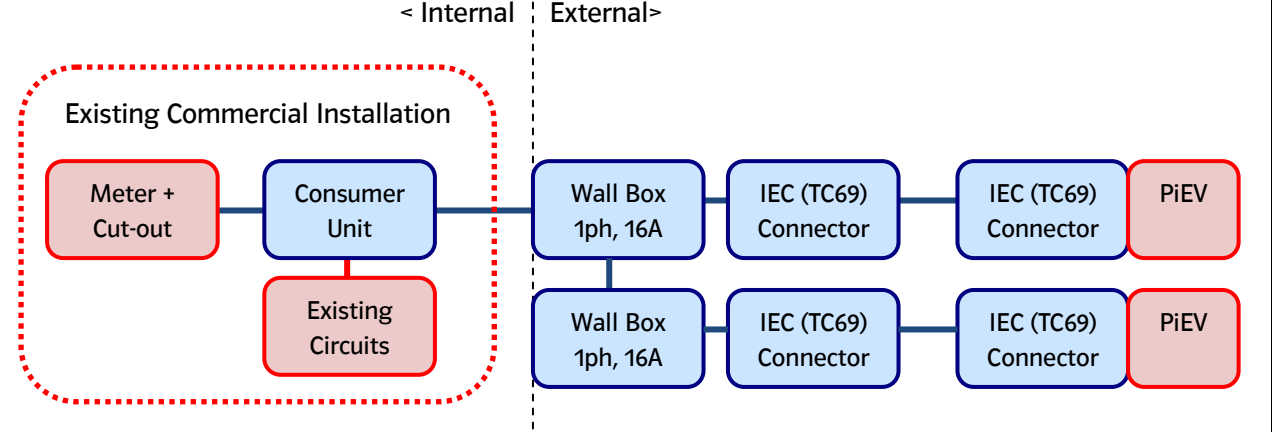 < Internal
External>
Existing Commercial Installation
Meter +
Cut-out
Consumer
Unit
Wall Box
1ph, 16A
IEC (TC69)
Connector
IEC (TC69)
Connector
PiEV
Existing
Circuits
Wall Box
1ph, 16A
IEC (TC69)
Connector
IEC (TC69)
Connector
PiEV